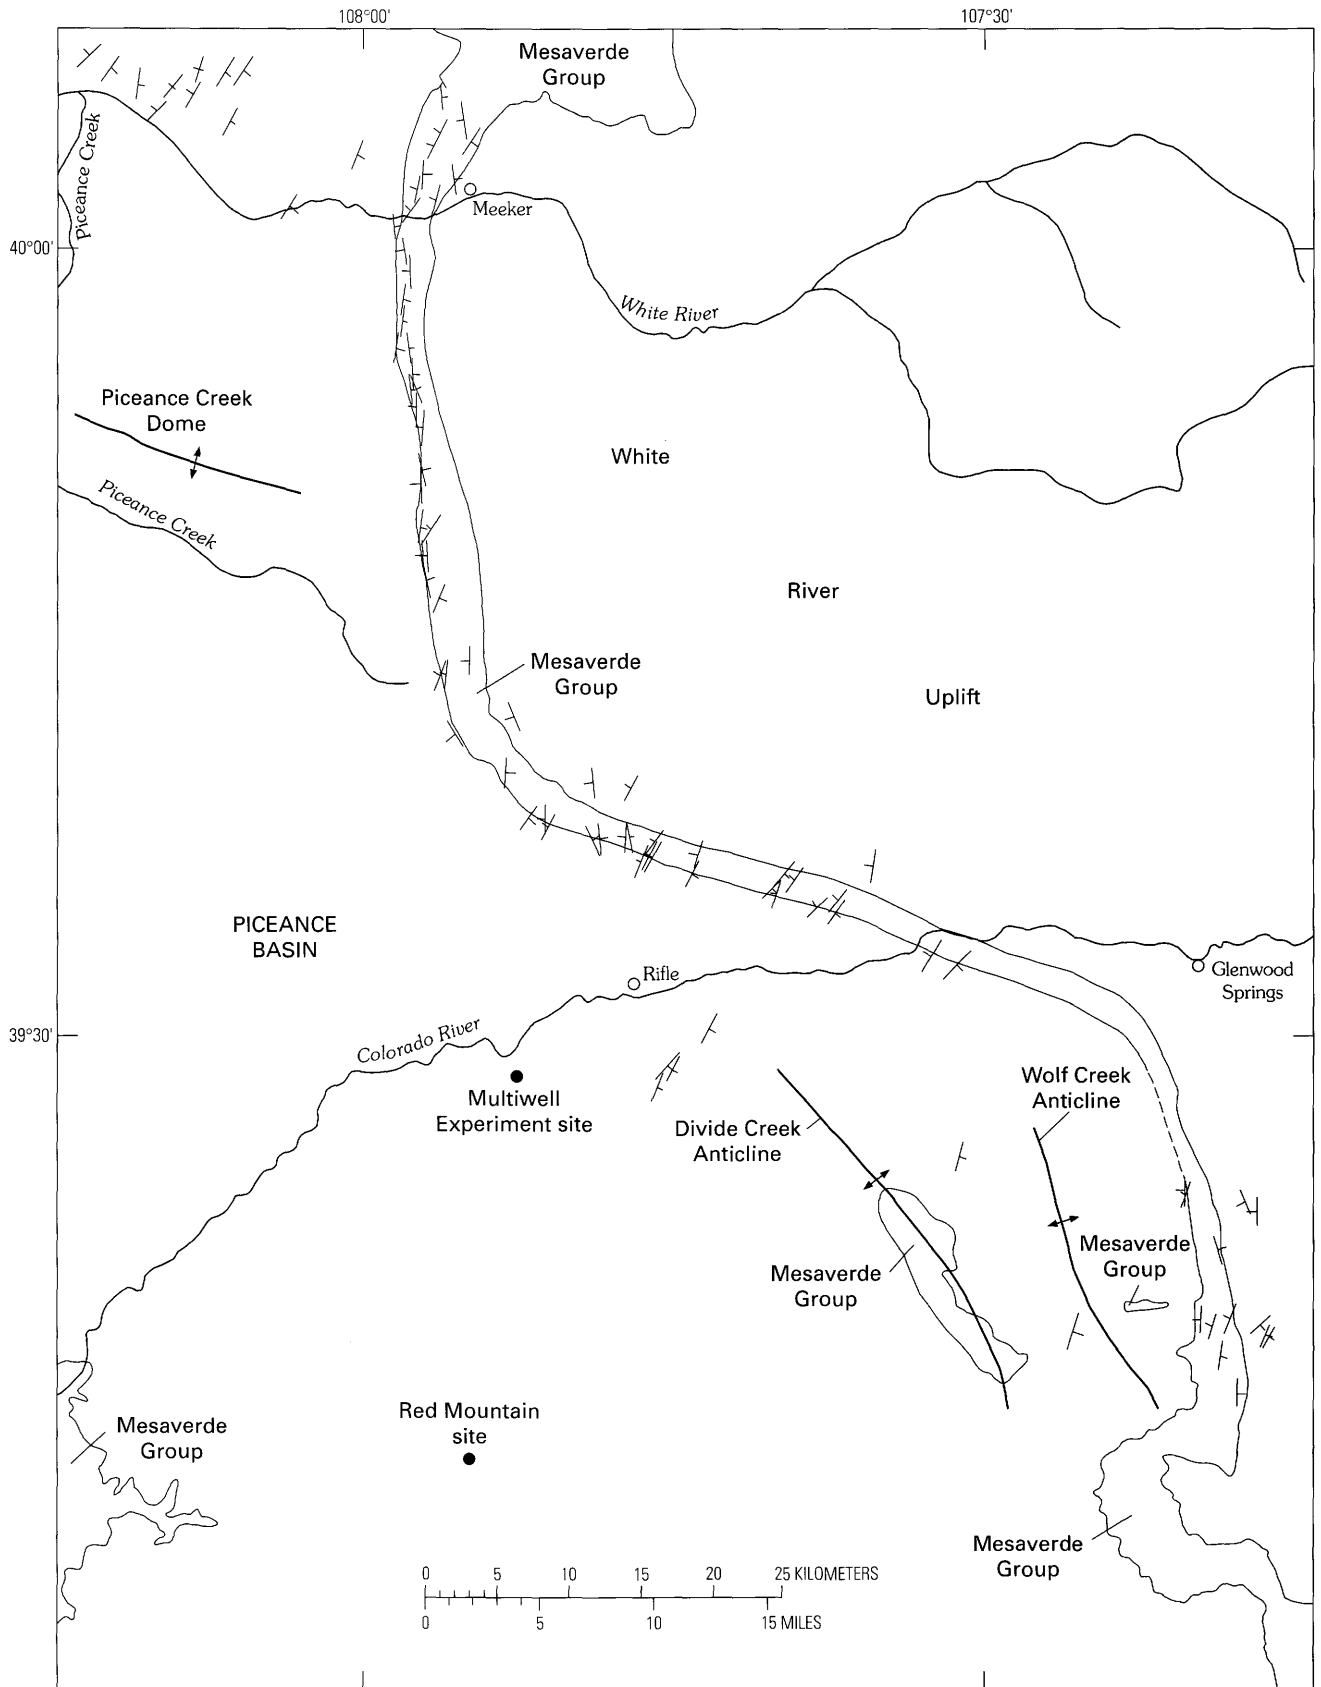 108°00'
107°30'
Mesaverde
Group
Piceance Creek
Meeker
40°00'
White River
Piceance Creek
Dome
White
Piceance Creek
River
Mesaverde
Group
Uplift
PICEANCE
BASIN
Rifle
Glenwood
Springs
39°30'
Colorado River
Multiwell
Experiment site
Wolf Creek
Anticline
Divide Creek
Anticline
Mesaverde
Group
Mesaverde
Group
Red Mountain
site
Mesaverde
Group
Mesaverde
Group
0 5 10 15 20 25 KILOMETERS
0 5 10 15 MILES